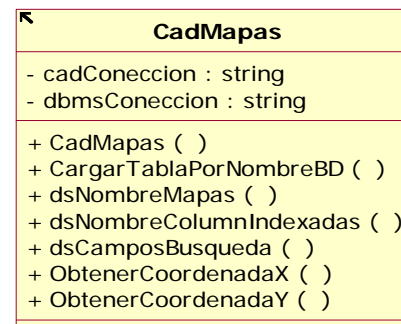 CadMapas
- cadConeccion : string
- dbmsConeccion : string
+ CadMapas ( )
+ CargarTablaPorNombreBD ( )
+ dsNombreMapas ( )
+ dsNombreColumnIndexadas ( )
+ dsCamposBusqueda ( )
+ ObtenerCoordenadaX ( )
+ ObtenerCoordenadaY ( )